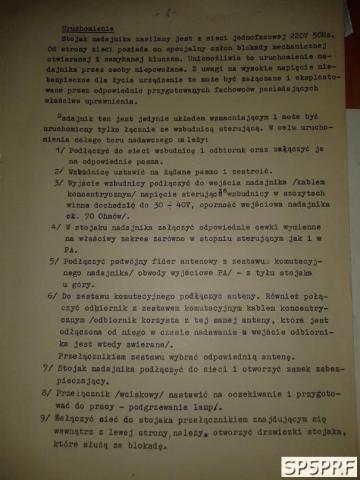 - 2 -
Uruchomienie
Stojak nadajnika zasilany jest z sieci jednofazowej 220V 50Hz.
Od strony sieci posiada on specjalny człon blokady mechanicznej
otwieranej i zamykanej kluczem. Uniemożliwia to uruchomienie na-
dajnika przez osoby niepowołane. Z uwagi na wysokie napięcie nie-
bezpieczne dla życia urządzenie to może być załączane i eksploato-
wane przez odpowiednio przygotowanych fachowców posiadających
właściwe uprawnienia.
Nadajnik ten jest jedynie układem wzmacniającym i może być
uruchomiony tylko łącznie ze wzbudnicą sterującą. W celu urucho-
mienia całego toru nadawczego należy:
1/ Podłączyć do sieci wzbudnicę i odbiornk oraz załączyć je
na odpowiednie pasma.
2/ Wzbudnicę ustawić na żądane pasmo i zestroić.
3/ Wyjście wzbudnicy podłączyć do wejścia nadajnika /kablem
koncentrycznym/ napięcie sterujące wzbudnicy w szczytach
winna dochodzić do 30 - 40V, oporność wejściowa nadajnika
ok. 70 Ohmów/.
4/ W stojaku nadajnika załączyć odpowiednie cewki wymienne
na właściwy zakres zarówno w stopniu sterującym jak i w
PA.
5/ Podłączyć podwójny fider antenowy z zestawu komutacyj-
nego nadajnika/ obwody wyjściowe PA/ - z tyłu stojaka
u góry.
6/ Do zestawu komutacyjnego podłączyć anteny. Również połą-
czyć odbiornik z zestawem komutacyjnym kablem koncentry-
cznym /odbiornik korzysta z tej samej anteny, która jest
odłączona od niego w czasie nadawania a wejście odbiorni-
ka jest wtedy zwierane/.
Przełącznikiem zestawu wybrać odpowiednią antenę.
7/ Stojak nadajnika podłączyć do sieci i otworzyć zamek zabez-
pieczający.
8/ Przełącznik /woiskowy/ nastawić na oczekiwanie i przygoto-
wać do pracy - podgrzewanie lamp/.
9/ Załączyć sieć do stojaka przełącznikiem znajdującym się
wewnątrz z lewej strony, należy otworzyć drzwiczki stojaka,
które służą za blokadę.
SP5PRF